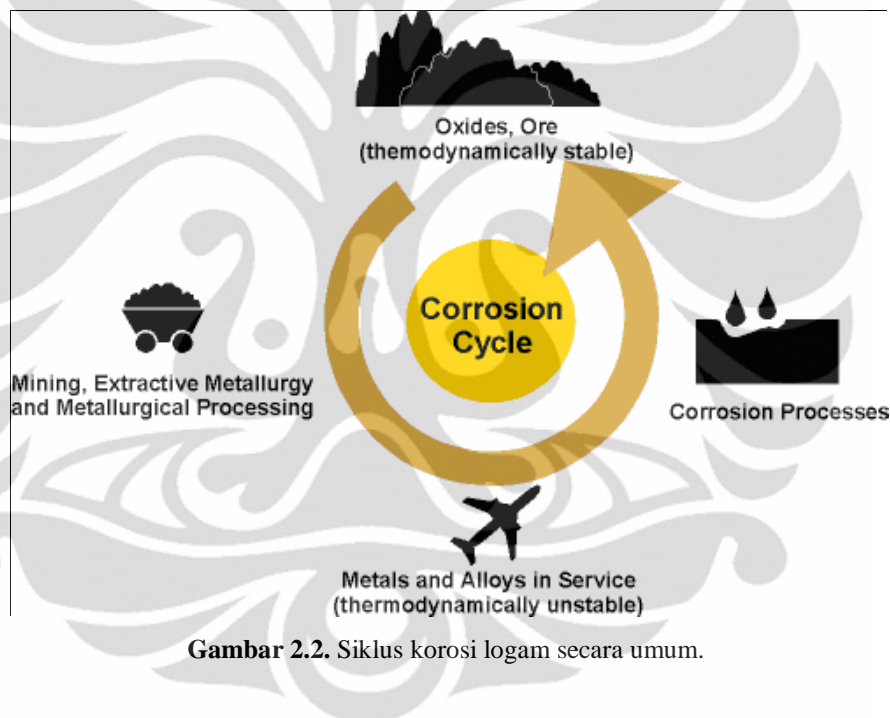 Oxides, Ore
(themodynamically stable)
Corrosion
Cycle
Mining, Extractive Metallurgy
and Metallurgical Processing
Corrosion Processes
Metals and Alloys in Service
(thermodynamically unstable)
Gambar 2.2. Siklus korosi logam secara umum.